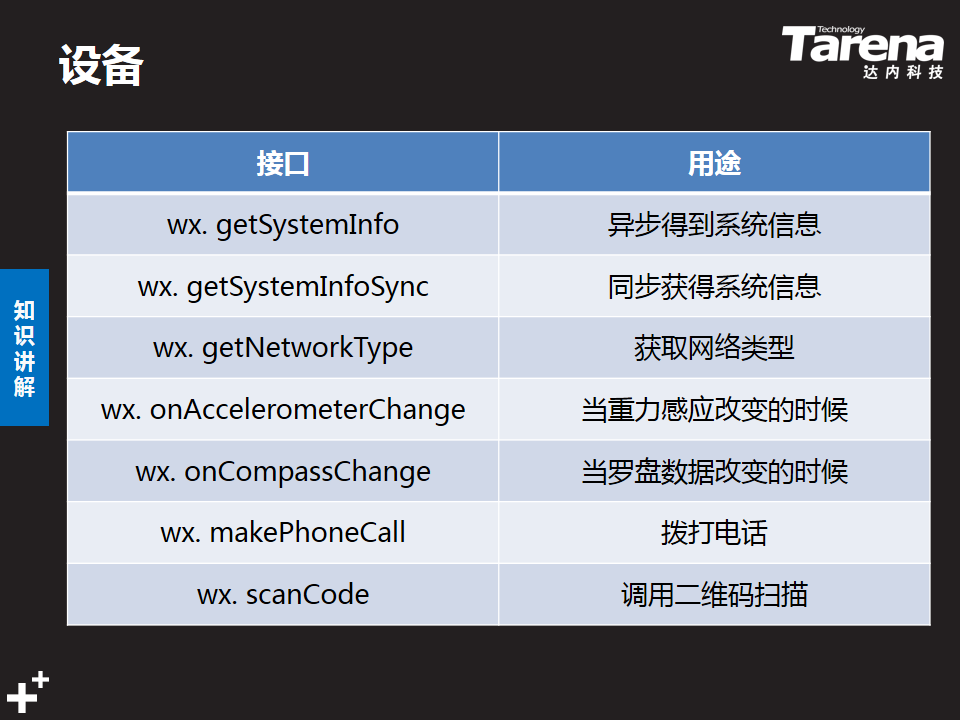 设备
Technology
Tarena
达内科技
接口 用途
wx. getSystemInfo 异步得到系统信息
wx. getSystemInfoSync 同步获得系统信息
wx. getNetworkType 获取网络类型
wx. onAccelerometerChange 当重力感应改变的时候
wx. onCompassChange 当罗盘数据改变的时候
wx. makePhoneCall 拨打电话
wx. scanCode 调用二维码扫描
知识讲解